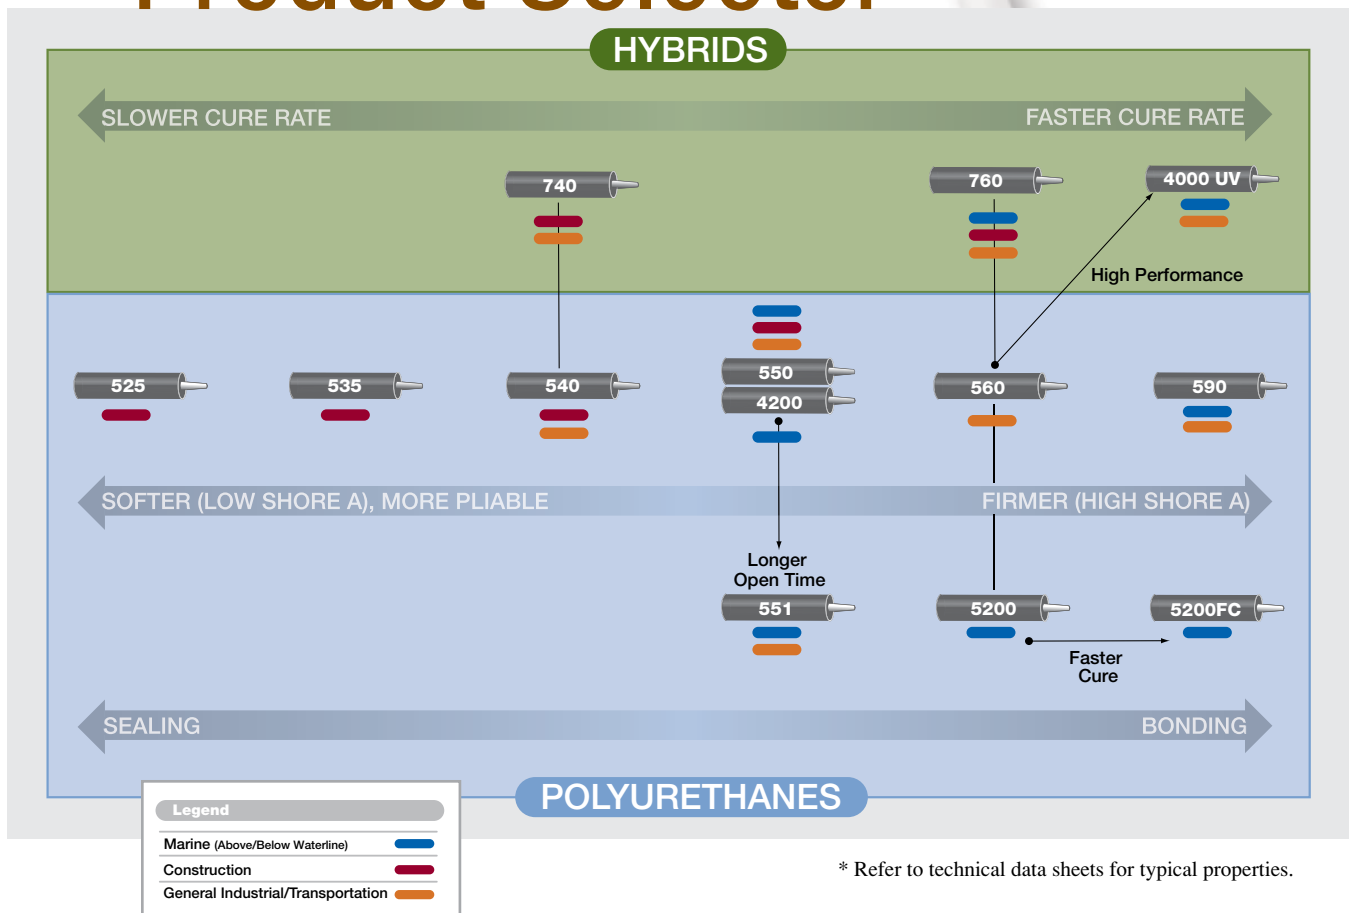 Product Selector
HYBRIDS
SLOWER CURE RATE
FASTER CURE RATE
740
760
4000 UV
High Performance
525
535
540
550
4200
560
590
SOFTER (LOW SHORE A), MORE PLIABLE
FIRMER (HIGH SHORE A)
Longer
Open Time
551
5200
5200FC
Faster
Cure
SEALING
BONDING
POLYURETHANES
Legend
Marine (Above/Below Waterline)
Construction
General Industrial/Transportation
* Refer to technical data sheets for typical properties.